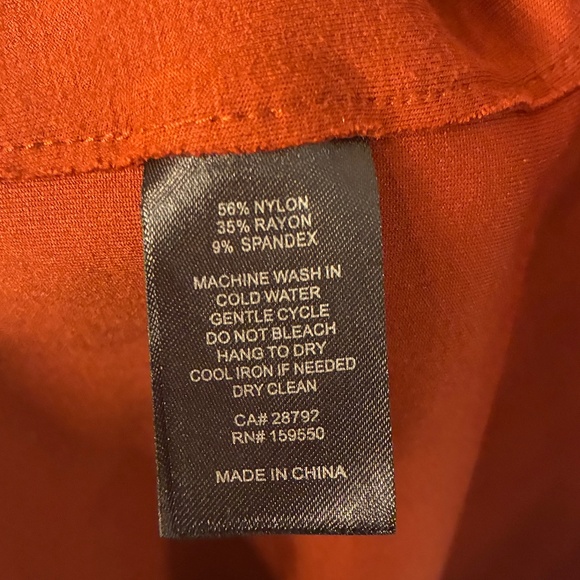 56% NYLON
35% RAYON
9% SPANDEX
MACHINE WASH IN
COLD WATER
GENTLE CYCLE
DO NOT BLEACH
HANG TO DRY
COOL IRON IF NEEDED
DRY CLEAN
CA# 28792
RN# 159550
MADE IN CHINA